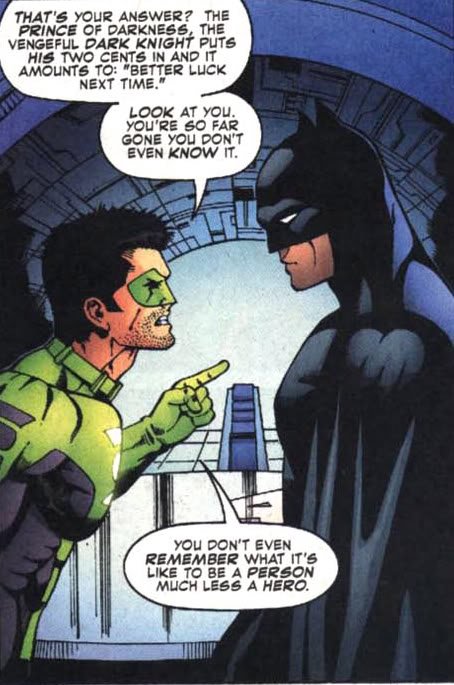 THAT'S YOUR ANSWER? THE
PRINCE OF DARKNESS, THE
VENGEFUL DARK KNIGHT PUTS
HIS TWO CENTS IN AND IT
AMOUNTS TO: "BETTER LUCK
NEXT TIME."
LOOK AT YOU.
YOU'RE SO FAR
GONE YOU DON'T
EVEN KNOW IT.
YOU DON'T EVEN
REMEMBER WHAT IT'S
LIKE TO BE A PERSON
MUCH LESS A HERO.